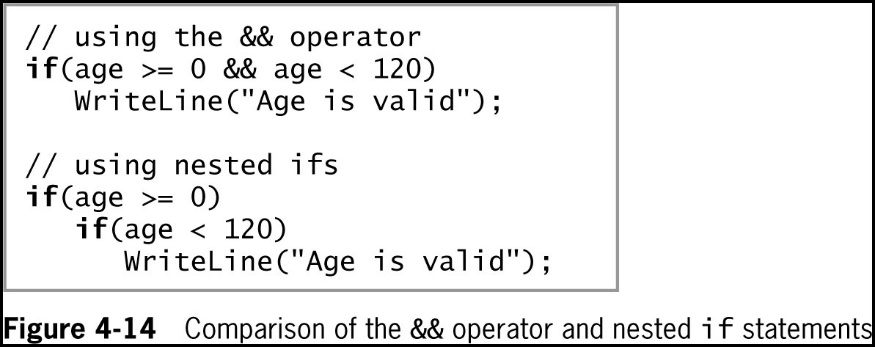 // using the && operator
if(age >= 0 && age < 120)
   WriteLine("Age is valid");
// using nested ifs
if(age >= 0)
   if(age < 120)
      WriteLine("Age is valid");
Figure 4-14 Comparison of the && operator and nested if statements